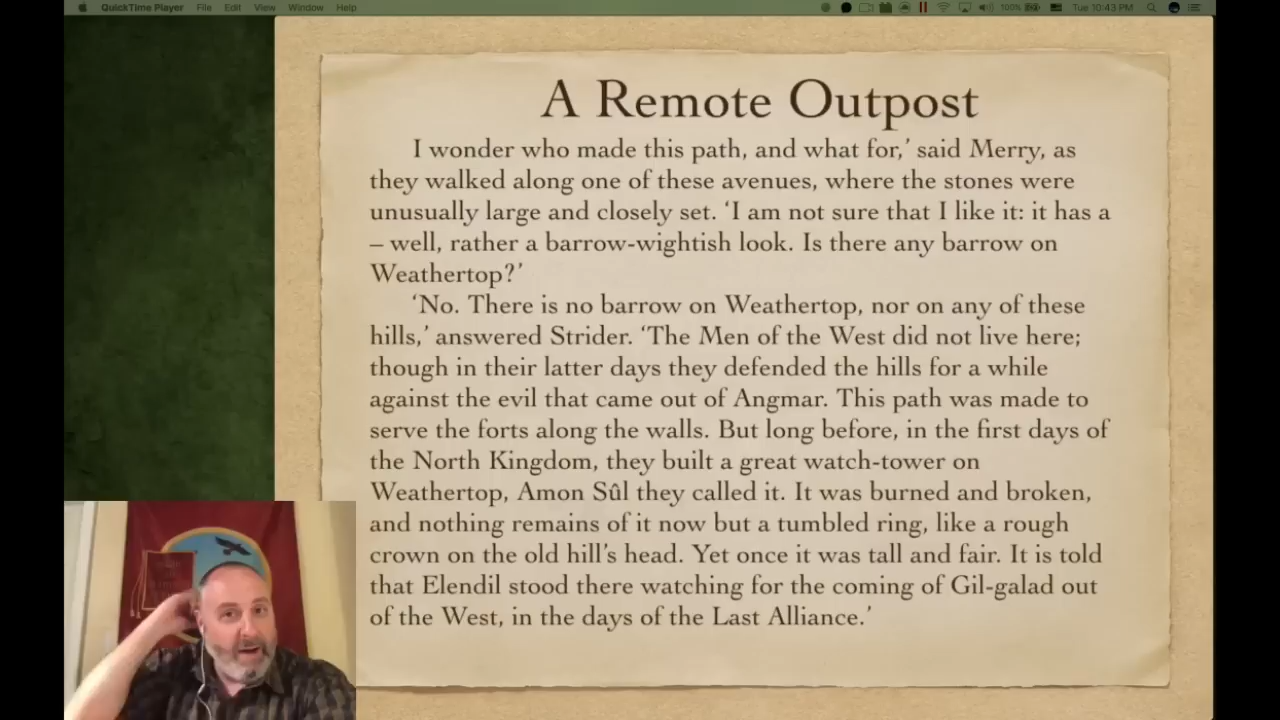 QuickTime Player File Edit View Window Help 100% Tue 10:43 PM
A Remote Outpost
I wonder who made this path, and what for,’ said Merry, as
they walked along one of these avenues, where the stones were
unusually large and closely set. ‘I am not sure that I like it: it has a
– well, rather a barrow-wightish look. Is there any barrow on
Weathertop?’
‘No. There is no barrow on Weathertop, nor on any of these
hills,’ answered Strider. ‘The Men of the West did not live here;
though in their latter days they defended the hills for a while
against the evil that came out of Angmar. This path was made to
serve the forts along the walls. But long before, in the first days of
the North Kingdom, they built a great watch-tower on
Weathertop, Amon Sûl they called it. It was burned and broken,
and nothing remains of it now but a tumbled ring, like a rough
crown on the old hill’s head. Yet once it was tall and fair. It is told
that Elendil stood there watching for the coming of Gil-galad out
of the West, in the days of the Last Alliance.’